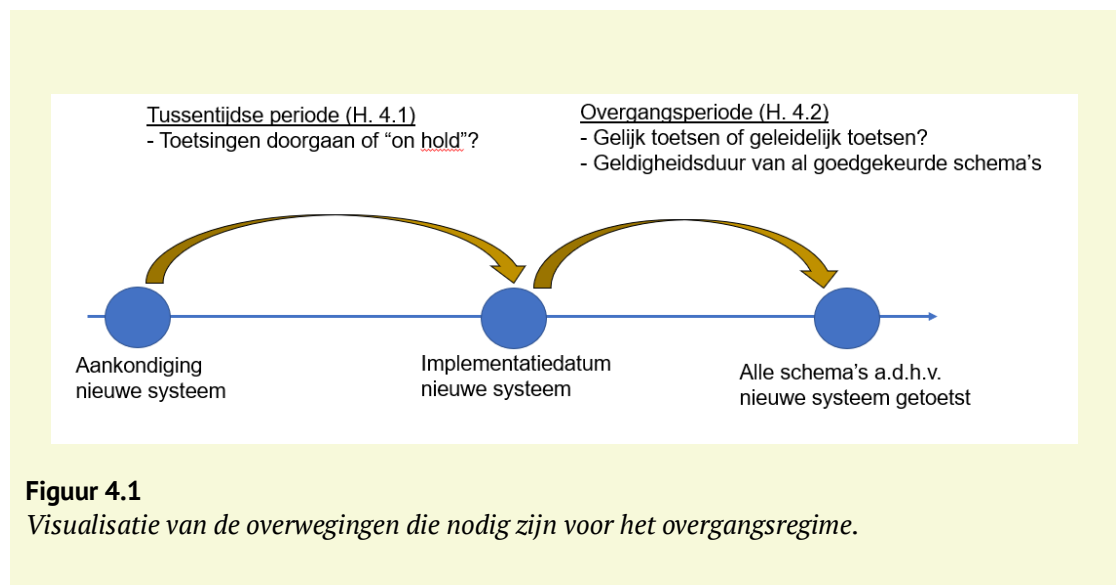 Tussentijdse periode (H. 4.1)
- Toetsingen doorgaan of “on hold”?
Overgangsperiode (H. 4.2)
- Gelijk toetsen of geleidelijk toetsen?
- Geldigheidsduur van al goedgekeurde schema’s
Aankondiging
nieuwe systeem
Implementatiedatum
nieuwe systeem
Alle schema’s a.d.h.v.
nieuwe systeem getoetst
Figuur 4.1
Visualisatie van de overwegingen die nodig zijn voor het overgangsregime.